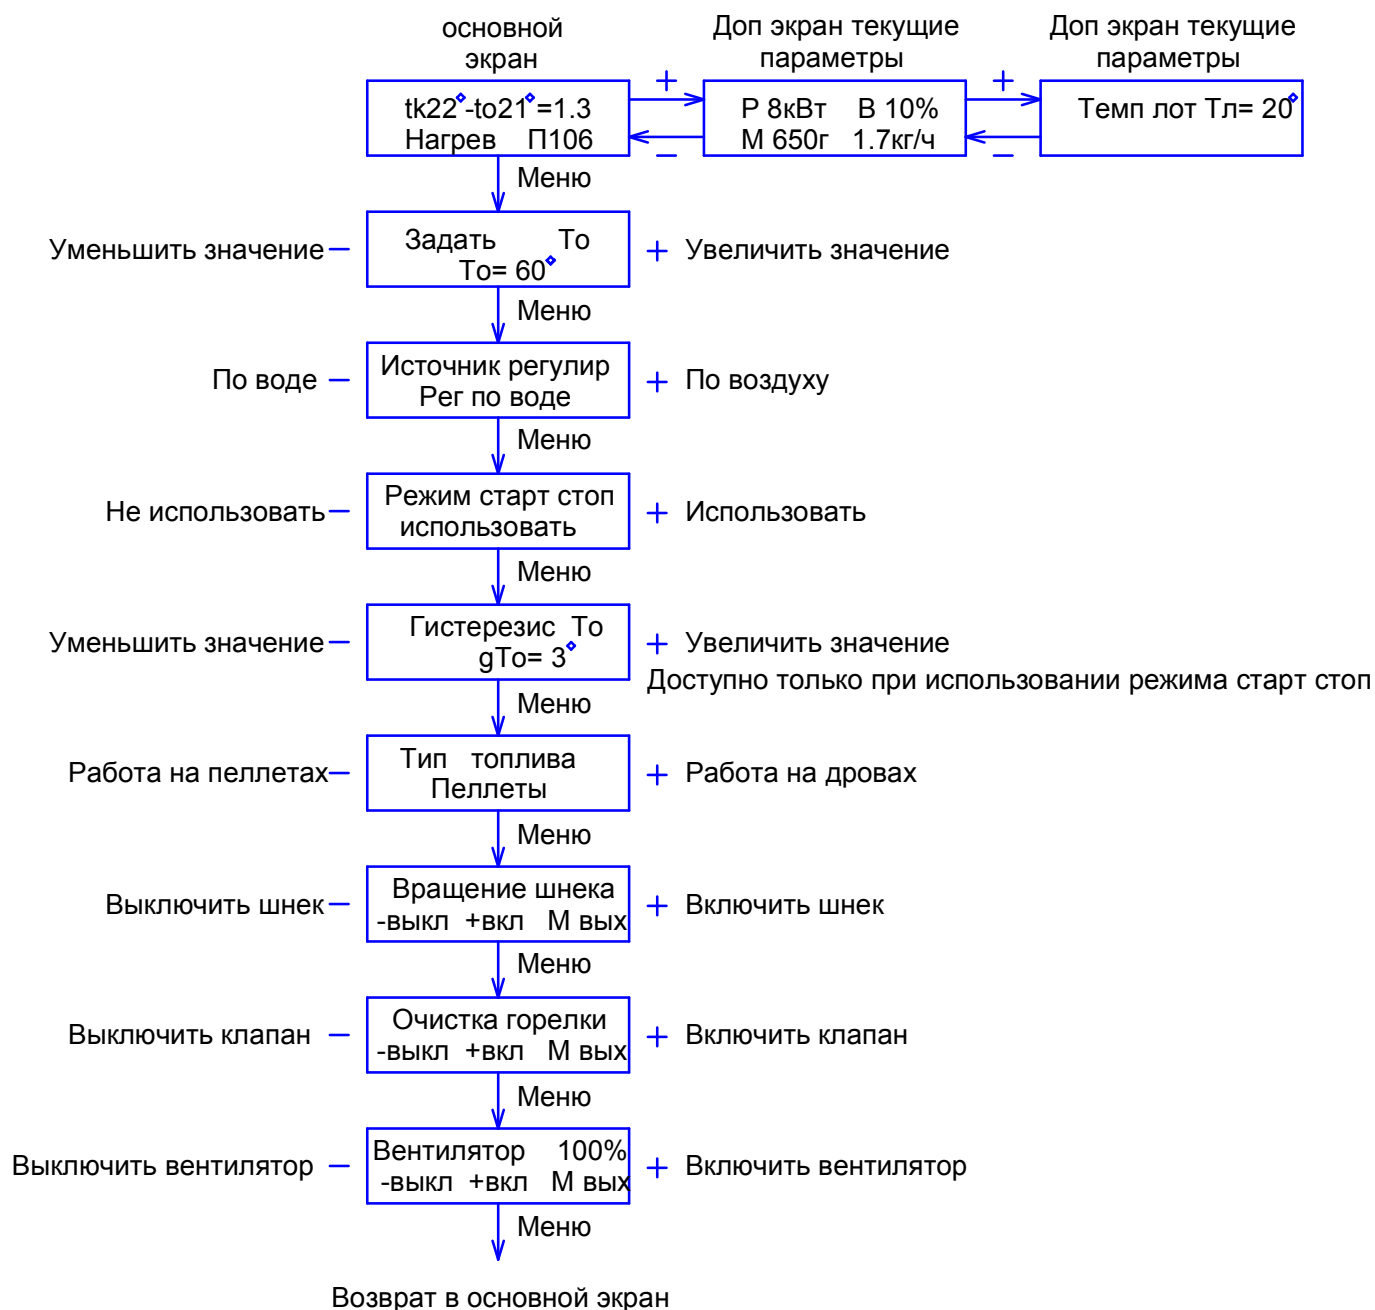 основной
экран
Доп экран текущие
параметры
Доп экран текущие
параметры
tk22°-to21°=1.3
Нагрев П106
+
−
Р 8кВт В 10%
М 650г 1.7кг/ч
+
−
Темп лот Тл= 20°
Меню
Уменьшить значение −
Задать То
То= 60°
+ Увеличить значение
Меню
По воде −
Источник регулир
Рег по воде
+ По воздуху
Меню
Не использовать −
Режим старт стоп
использовать
+ Использовать
Меню
Уменьшить значение −
Гистерезис То
gТо= 3°
+ Увеличить значение
Доступно только при использовании режима старт стоп
Меню
Работа на пеллетах −
Тип топлива
Пеллеты
+ Работа на дровах
Меню
Выключить шнек −
Вращение шнека
-выкл +вкл М вых
+ Включить шнек
Меню
Выключить клапан −
Очистка горелки
-выкл +вкл М вых
+ Включить клапан
Меню
Выключить вентилятор −
Вентилятор 100%
-выкл +вкл М вых
+ Включить вентилятор
Меню
Возврат в основной экран